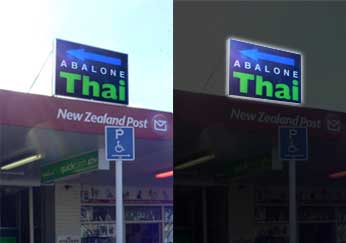 ABALONE
Thai
New Zealand Post
P
ABALONE
Thai
New Zealand Post
P